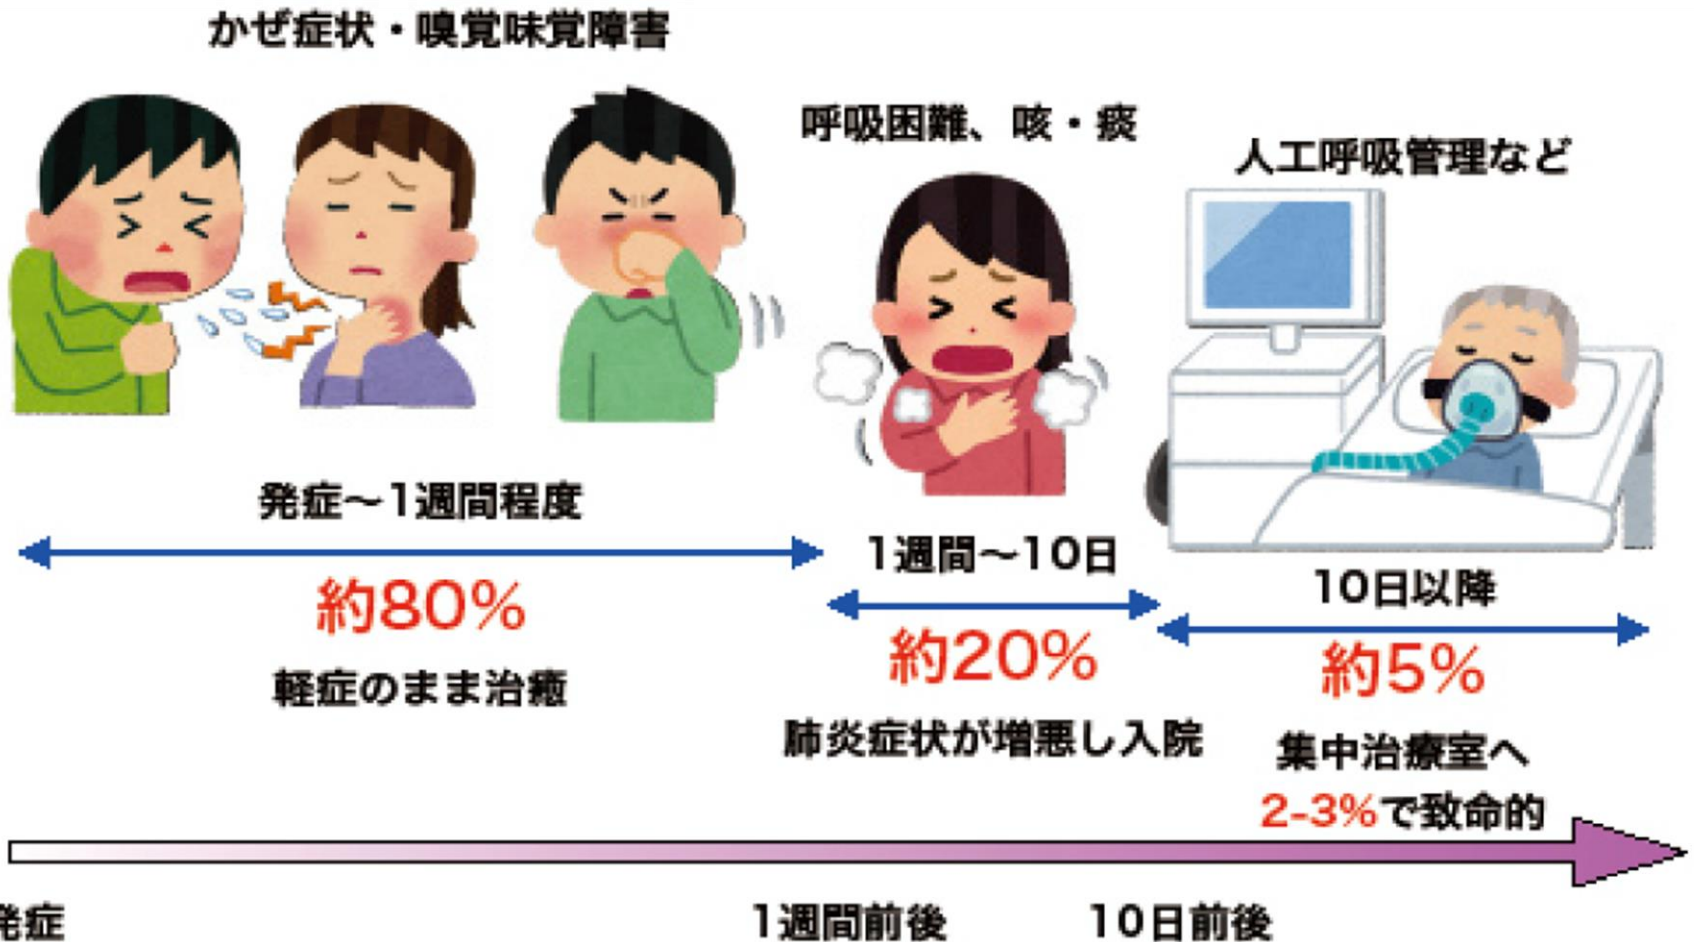 かぜ症状・嗅覚味覚障害
呼吸困難、咳・痰
人工呼吸管理など
発症〜1週間程度
約80%
軽症のまま治癒
1週間〜10日
約20%
肺炎症状が増悪し入院
10日以降
約5%
集中治療室へ
2-3%で致命的
発症
1週間前後
10日前後